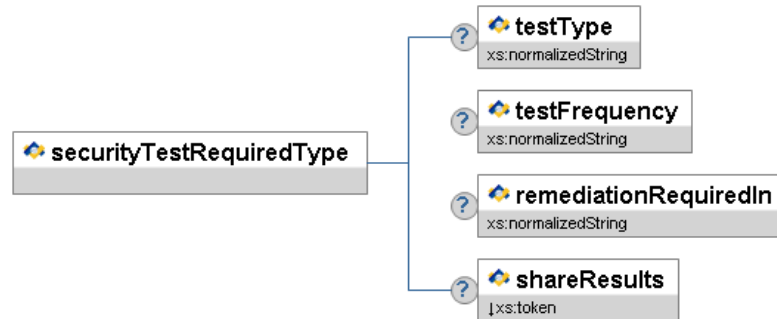 ?
testType
xs:normalizedString
?
testFrequency
xs:normalizedString
securityTestRequiredType
?
remediationRequiredIn
xs:normalizedString
?
shareResults
↓xs:token